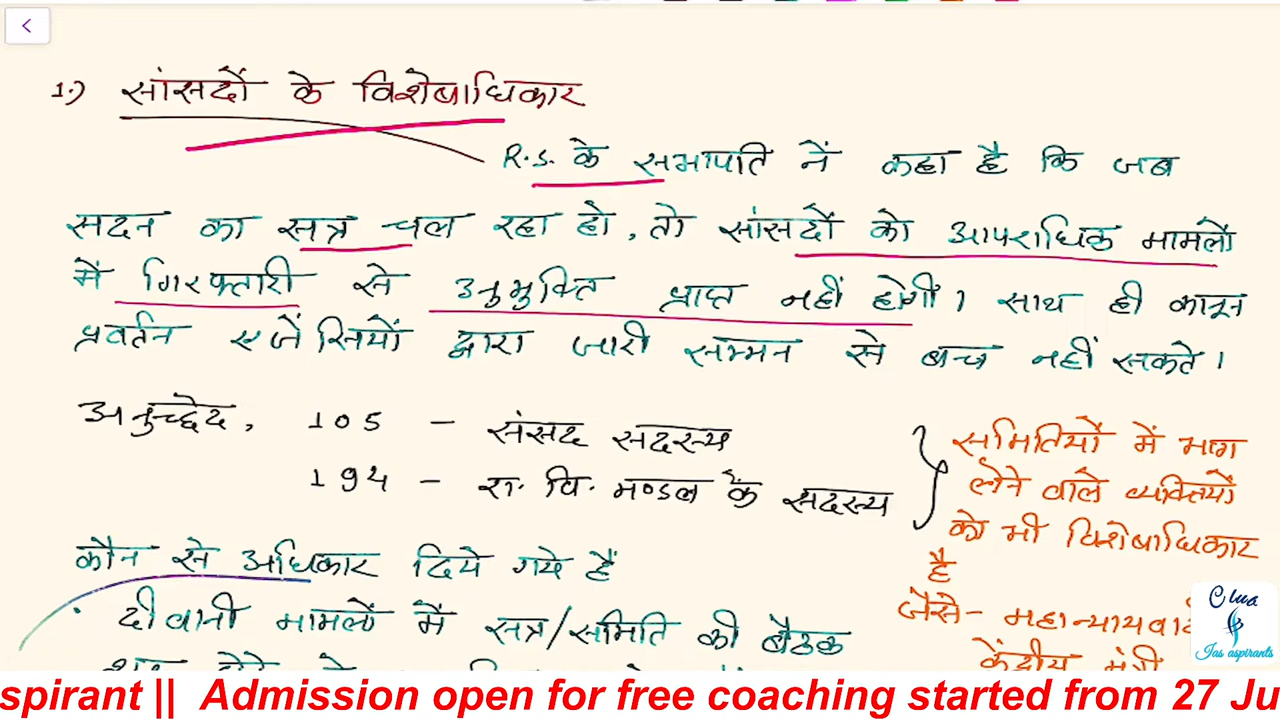 1.) सांसदों के विशेषाधिकार
R.S. के सभापति नें कहा है कि जब
सदन का सत्र चल रहा हो, तो सांसदों को आपराधिक मामलों
में गिरफ्तारी से उन्मुक्ति प्राप्त नहीं होगी। साथ ही कानून
प्रवर्तन एजेंसियों द्वारा जारी सम्मन से बच नहीं सकते।
अनुच्छेद, 105 - संसद सदस्य
194 - रा. वि. मण्डल के सदस्य
समितियों में भाग
लेने वाले व्यक्तियों
को भी विशेषाधिकार
है
जैसे - महान्यायवादी
केंद्रीय मंत्री
कौन से अधिकार दिये गये हैं
· दीवानी मामलों में सत्र/समिति की बैठक
Clue
Ias aspirants
spirant || Admission open for free coaching started from 27 Ju